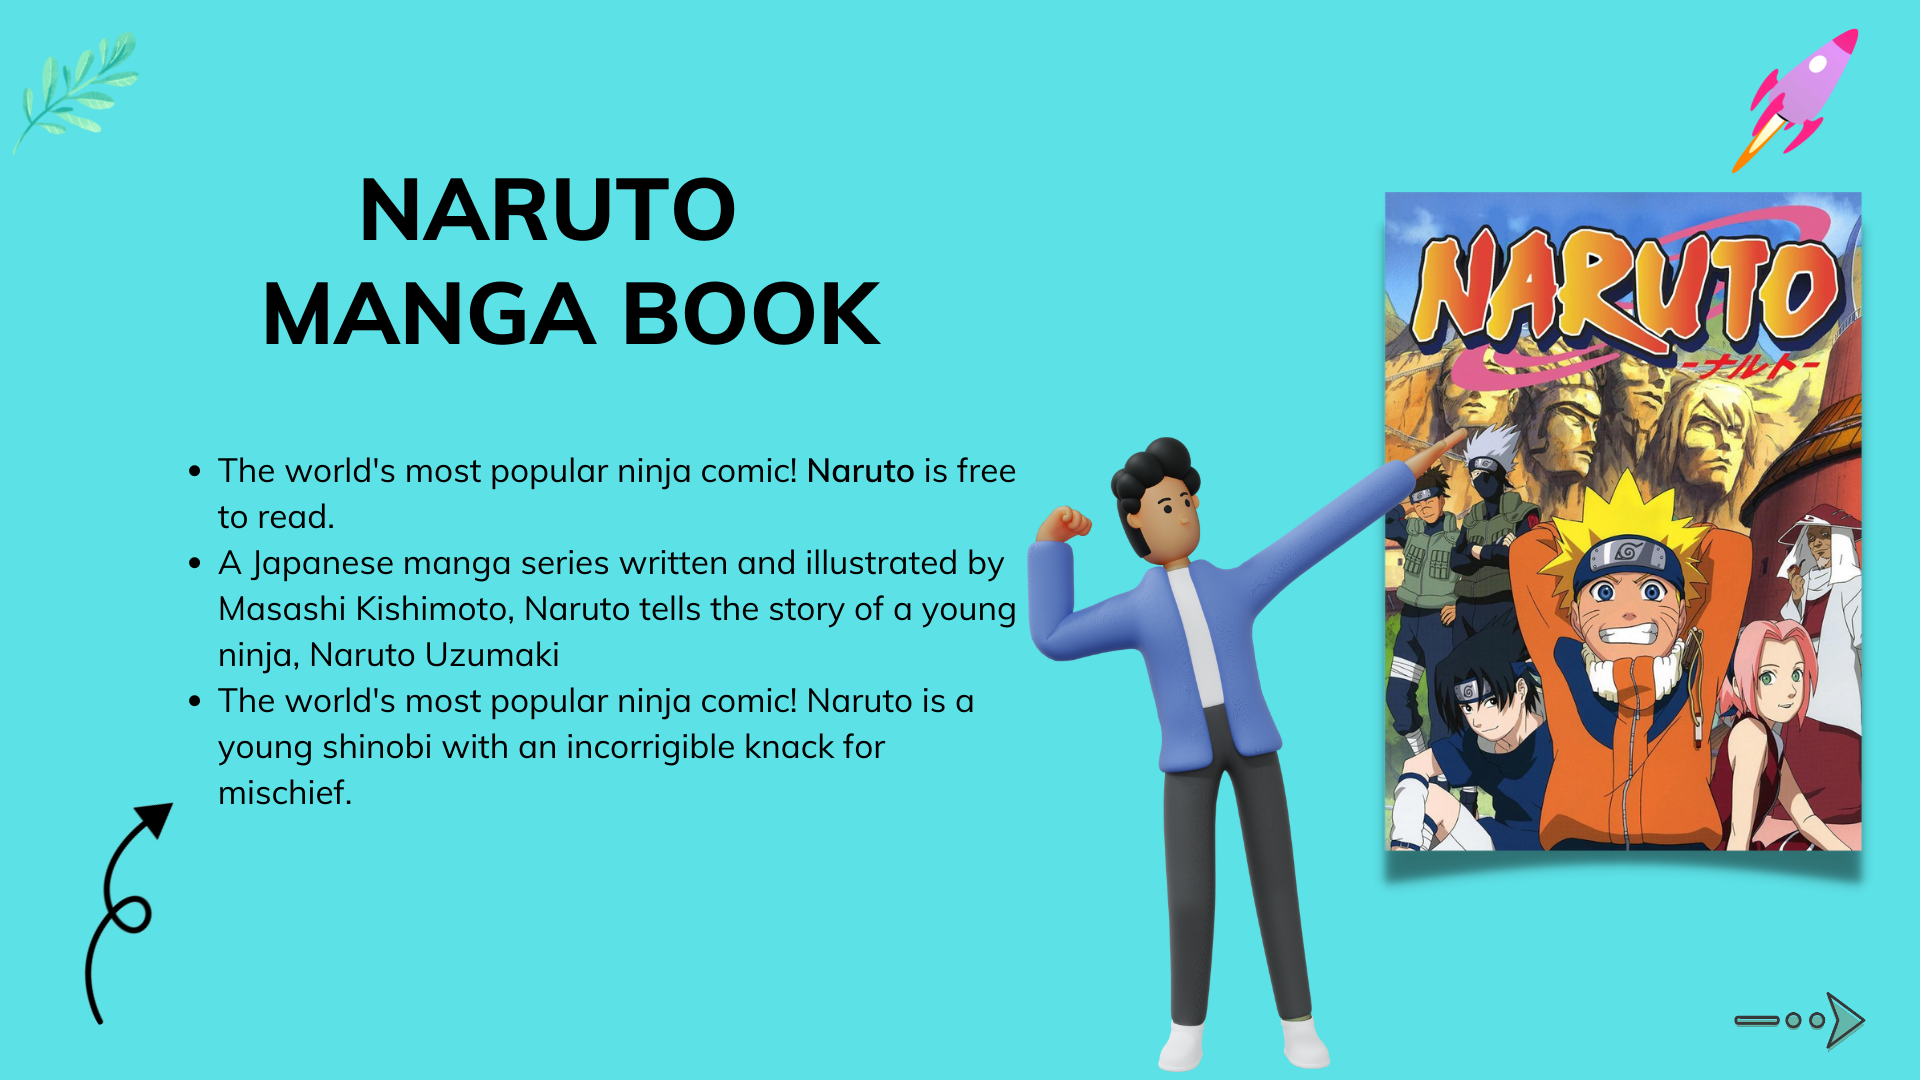 NARUTO
MANGA BOOK
• The world's most popular ninja comic! Naruto is free
to read.
• A Japanese manga series written and illustrated by
Masashi Kishimoto, Naruto tells the story of a young
ninja, Naruto Uzumaki
• The world's most popular ninja comic! Naruto is a
young shinobi with an incorrigible knack for
mischief.
NARUTO
-ナルト-